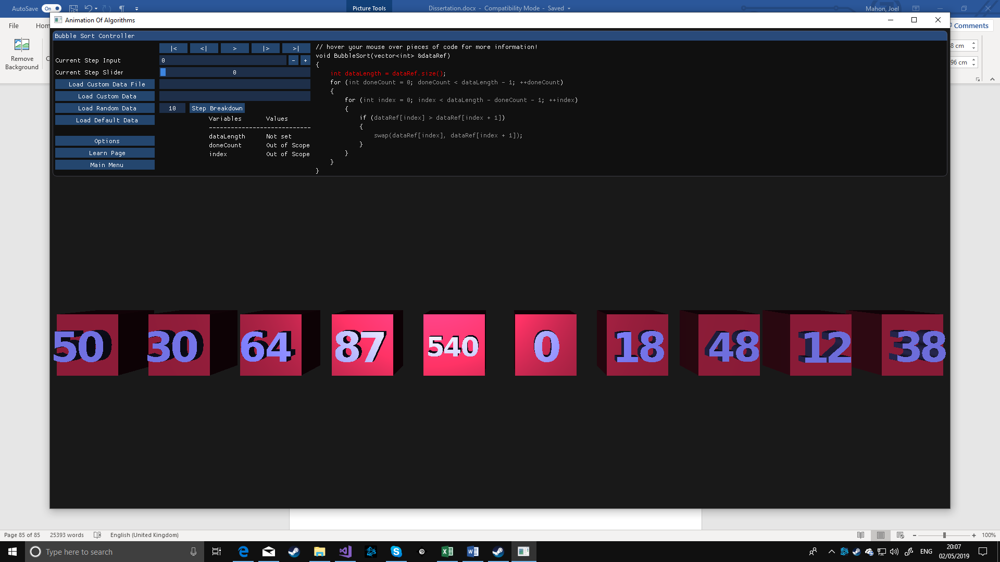 AutoSave On
Picture Tools
Dissertation.docx - Compatibility Mode - Saved
Mahon, Joel
File
Hom
Comments
Remove
Background
8 cm
96 cm
Animation Of Algorithms
Bubble Sort Controller
|< <| > |> >|
Current Step Input 0 - +
Current Step Slider 0
Load Custom Data File
Load Custom Data
Load Random Data 10 Step Breakdown
Load Default Data
Variables Values
----------------------------
dataLength Not set
doneCount Out of Scope
index Out of Scope
Options
Learn Page
Main Menu
// hover your mouse over pieces of code for more information!
void BubbleSort(vector<int> &dataRef)
{
int dataLength = dataRef.size();
for (int doneCount = 0; doneCount < dataLength - 1; ++doneCount)
{
for (int index = 0; index < dataLength - doneCount - 1; ++index)
{
if (dataRef[index] > dataRef[index + 1])
{
swap(dataRef[index], dataRef[index + 1]);
}
}
}
}
50 30 64 87 540 0 18 48 12 38
Page 85 of 85 25393 words English (United Kingdom)
- + 100%
Type here to search
ENG
20:07
02/05/2019